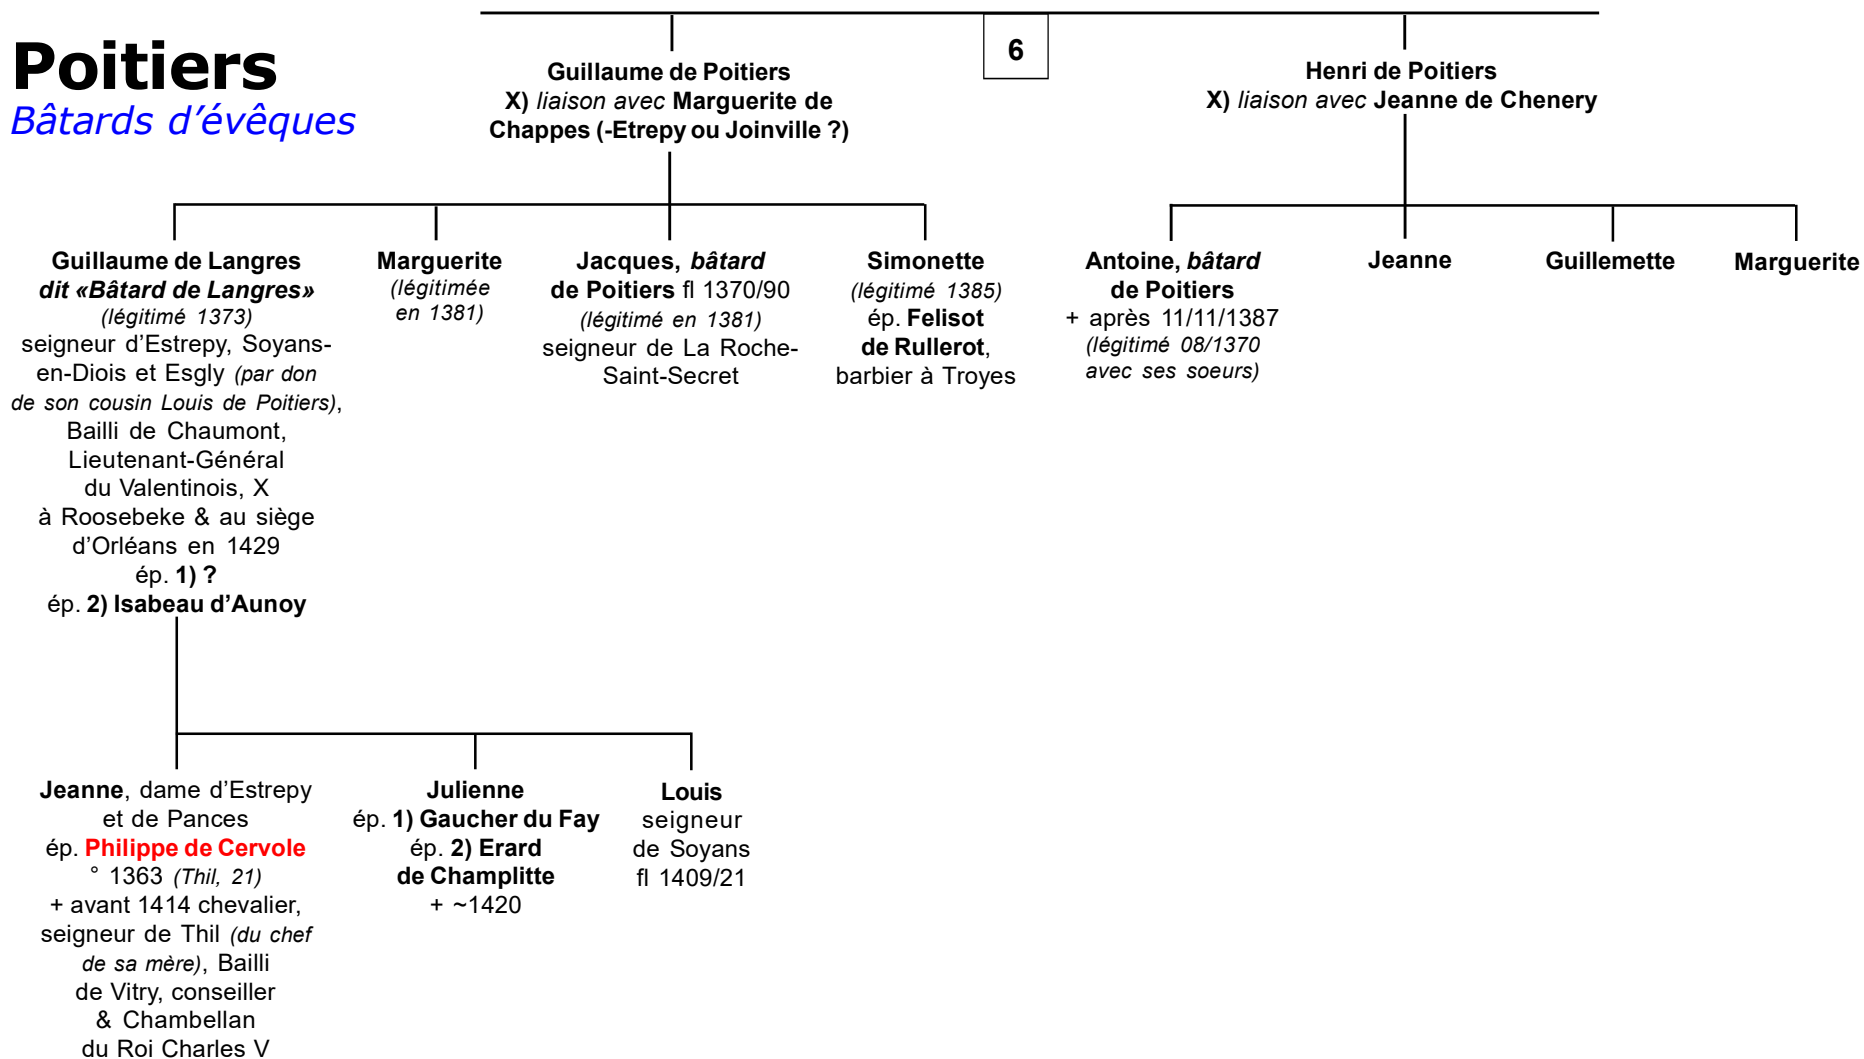 Poitiers
Bâtards d’évêques
6
Guillaume de Poitiers
X) liaison avec Marguerite de
Chappes (-Etrepy ou Joinville ?)
Henri de Poitiers
X) liaison avec Jeanne de Chenery
Guillaume de Langres
dit «Bâtard de Langres»
(légitimé 1373)
seigneur d’Estrepy, Soyans-
en-Diois et Esgly (par don
de son cousin Louis de Poitiers),
Bailli de Chaumont,
Lieutenant-Général
du Valentinois, X
à Roosebeke & au siège
d’Orléans en 1429
ép. 1) ?
ép. 2) Isabeau d’Aunoy
Marguerite
(légitimée
en 1381)
Jacques, bâtard
de Poitiers fl 1370/90
(légitimé en 1381)
seigneur de La Roche-
Saint-Secret
Simonette
(légitimé 1385)
ép. Felisot
de Rullerot,
barbier à Troyes
Antoine, bâtard
de Poitiers
+ après 11/11/1387
(légitimé 08/1370
avec ses soeurs)
Jeanne
Guillemette
Marguerite
Jeanne, dame d’Estrepy
et de Pances
ép. Philippe de Cervole
° 1363 (Thil, 21)
+ avant 1414 chevalier,
seigneur de Thil (du chef
de sa mère), Bailli
de Vitry, conseiller
& Chambellan
du Roi Charles V
Julienne
ép. 1) Gaucher du Fay
ép. 2) Erard
de Champlitte
+ ~1420
Louis
seigneur
de Soyans
fl 1409/21